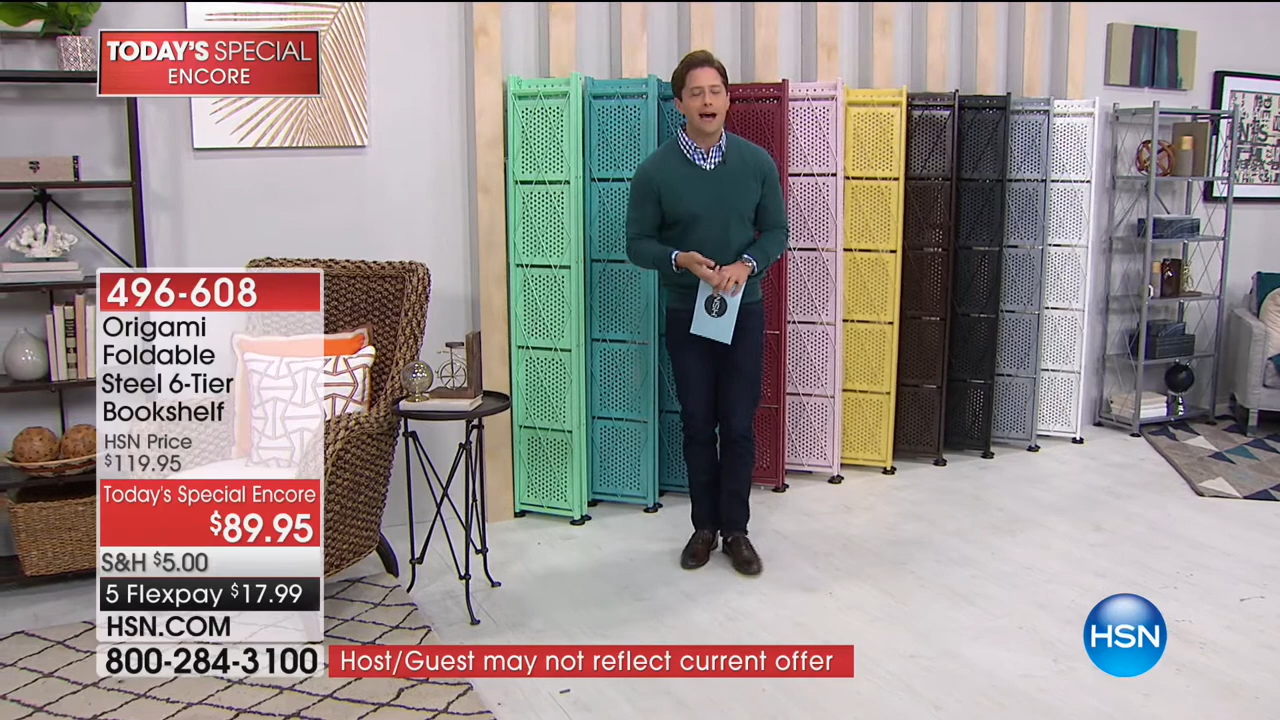 TODAY'S SPECIAL
ENCORE
496-608
Origami
Foldable
Steel 6-Tier
Bookshelf
HSN Price
$119.95
Today's Special Encore
$89.95
S&H $5.00
5 Flexpay $17.99
HSN.COM
800-284-3100
Host/Guest may not reflect current offer
HSN
HSN